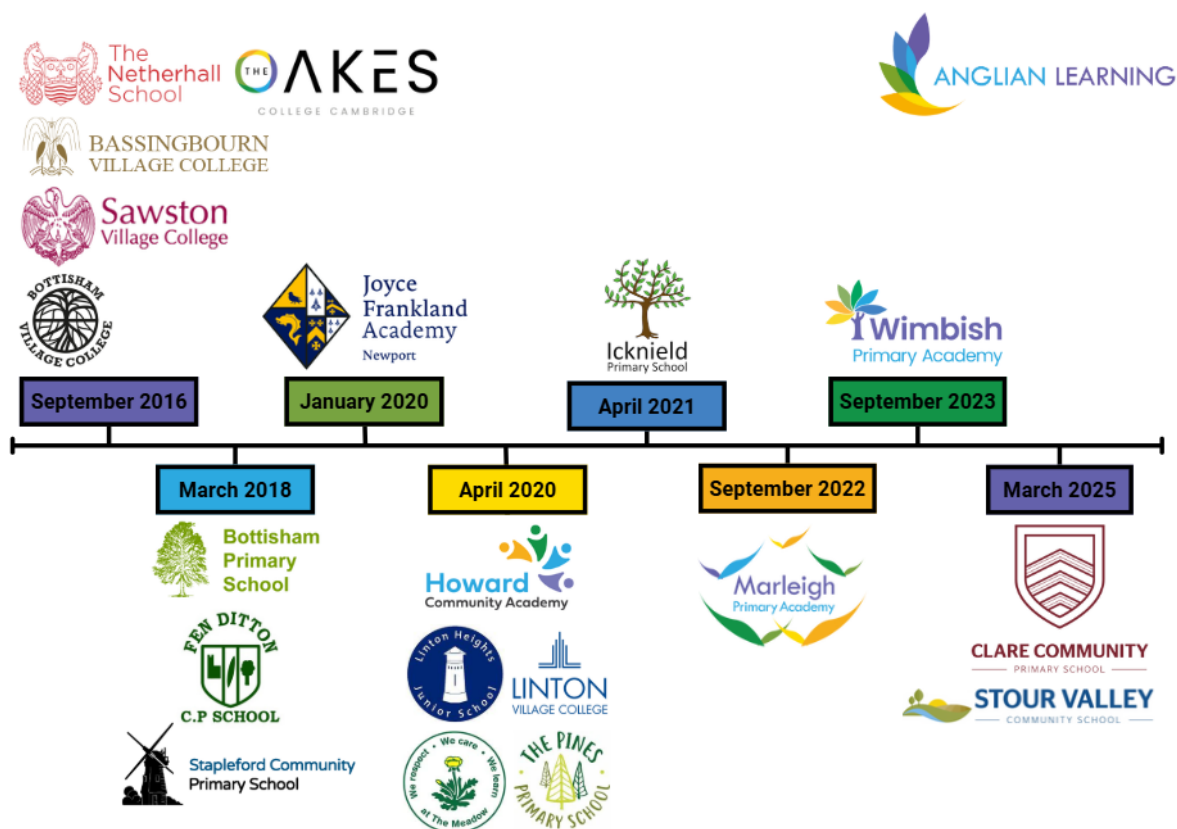 The
Netherhall
School
THE OAKES
COLLEGE CAMBRIDGE
ANGLIAN LEARNING
BASSINGBOURN
VILLAGE COLLEGE
Sawston
Village College
BOTTISHAM
VILLAGE COLLEGE
Joyce
Frankland
Academy
Newport
Icknield
Primary School
Wimbish
Primary Academy
September 2016
January 2020
April 2021
September 2023
March 2018
April 2020
September 2022
March 2025
Bottisham
Primary
School
FEN DITTON
C.P SCHOOL
Stapleford Community
Primary School
Howard
Community Academy
Linton Heights
Junior School
LINTON
VILLAGE COLLEGE
We respect • We care • We learn
at The Meadow
THE PINES
PRIMARY SCHOOL
Marleigh
Primary Academy
CLARE COMMUNITY
PRIMARY SCHOOL
STOUR VALLEY
COMMUNITY SCHOOL